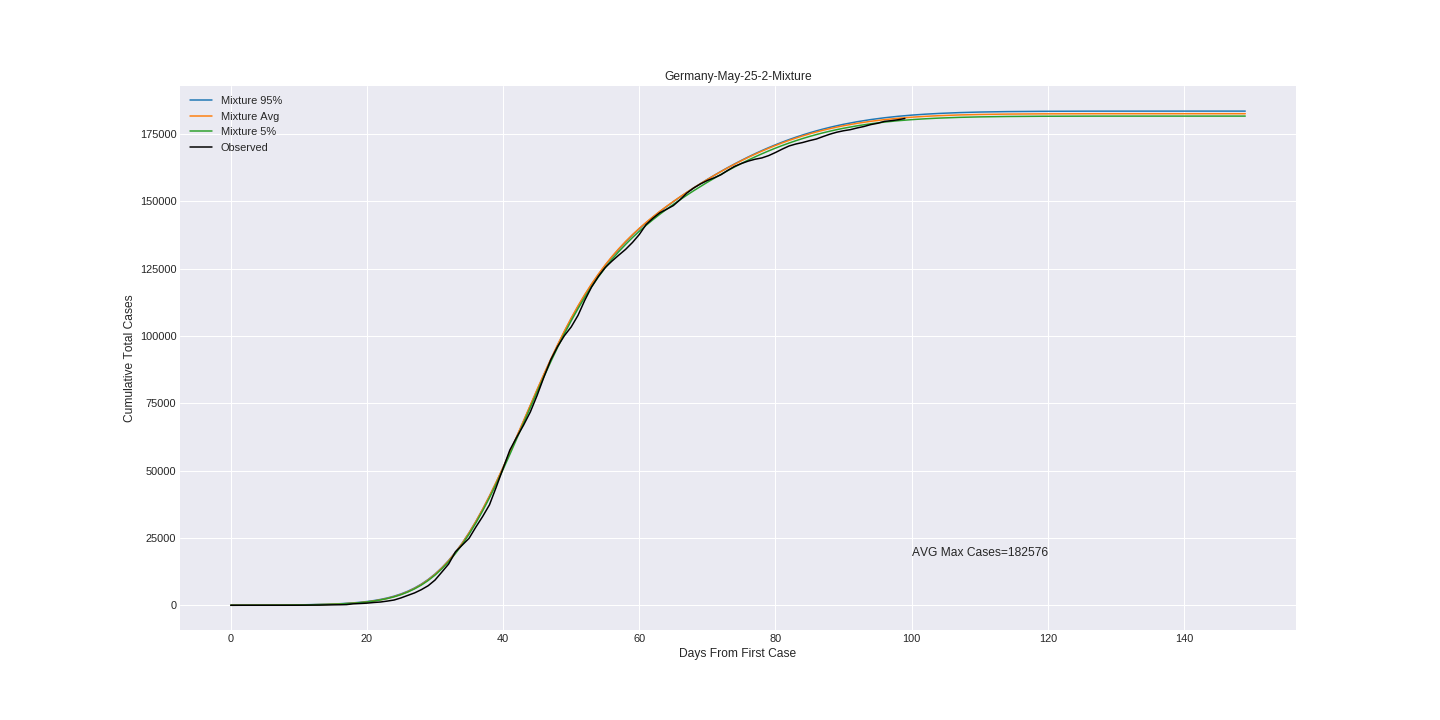 Germany-May-25-2-Mixture
Mixture 95%
Mixture Avg
Mixture 5%
Observed
175000
150000
125000
100000
75000
50000
25000
0
Cumulative Total Cases
AVG Max Cases=182576
0 20 40 60 80 100 120 140
Days From First Case